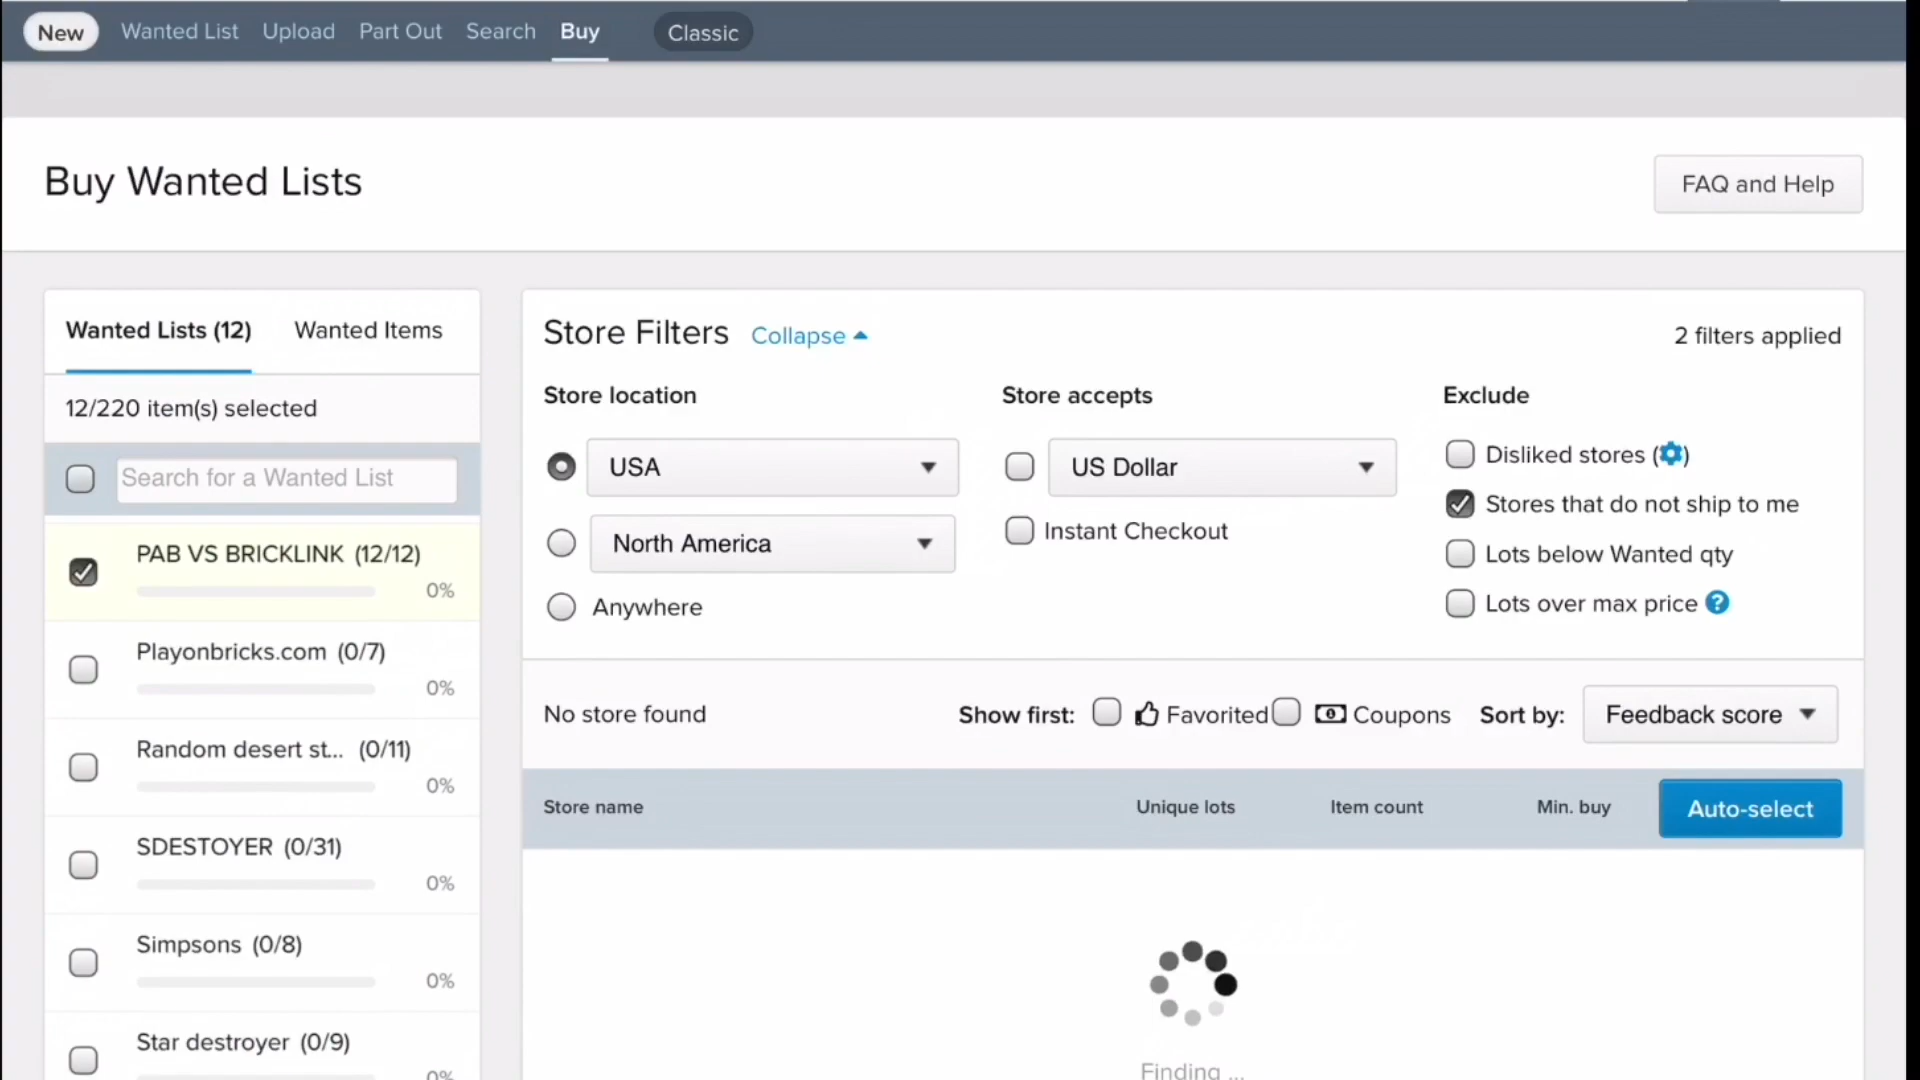 New Wanted List Upload Part Out Search Buy Classic
Buy Wanted Lists
FAQ and Help
Wanted Lists (12) Wanted Items
12/220 item(s) selected
Search for a Wanted List
PAB VS BRICKLINK (12/12)
0%
Playonbricks.com (0/7)
0%
Random desert st... (0/11)
0%
SDESTOYER (0/31)
0%
Simpsons (0/8)
0%
Star destroyer (0/9)
0%
Store Filters Collapse
2 filters applied
Store location
USA
North America
Anywhere
Store accepts
US Dollar
Instant Checkout
Exclude
Disliked stores ( )
Stores that do not ship to me
Lots below Wanted qty
Lots over max price ?
No store found
Show first: Favorited Coupons Sort by: Feedback score
Store name Unique lots Item count Min. buy Auto-select
Finding ...